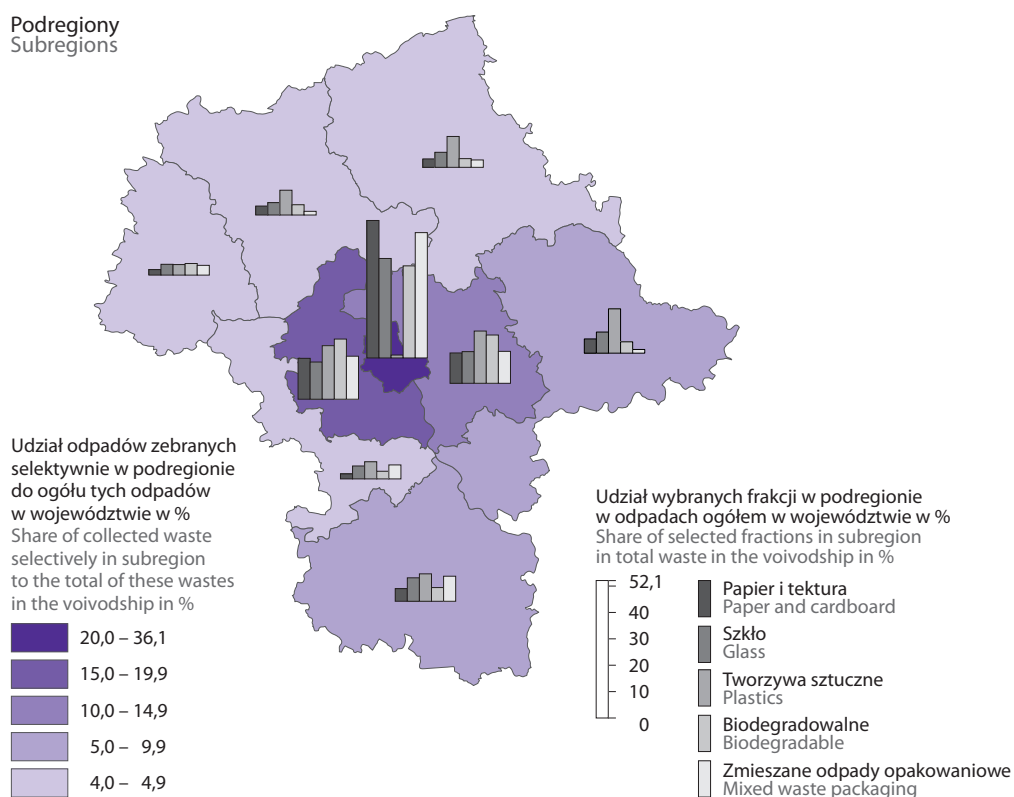 Podregiony
Subregions
Udział odpadów zebranych
selektywnie w podregionie
do ogółu tych odpadów
w województwie w %
Share of collected waste
selectively in subregion
to the total of these wastes
in the voivodship in %
20,0 – 36,1
15,0 – 19,9
10,0 – 14,9
5,0 – 9,9
4,0 – 4,9
Udział wybranych frakcji w podregionie
w odpadach ogółem w województwie w %
Share of selected fractions in subregion
in total waste in the voivodship in %
52,1
40
30
20
10
0
Papier i tektura
Paper and cardboard
Szkło
Glass
Tworzywa sztuczne
Plastics
Biodegradowalne
Biodegradable
Zmieszane odpady opakowaniowe
Mixed waste packaging